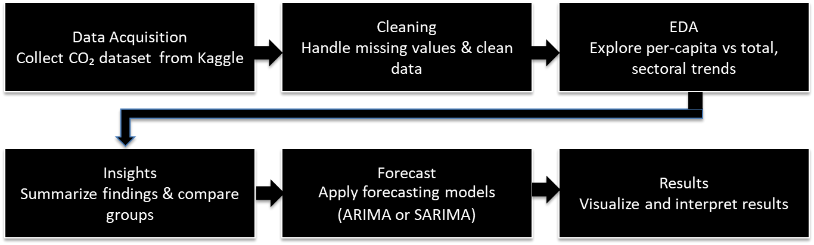 Data Acquisition
Collect CO₂ dataset from Kaggle
Cleaning
Handle missing values & clean
data
EDA
Explore per-capita vs total,
sectoral trends
Insights
Summarize findings & compare
groups
Forecast
Apply forecasting models
(ARIMA or SARIMA)
Results
Visualize and interpret results